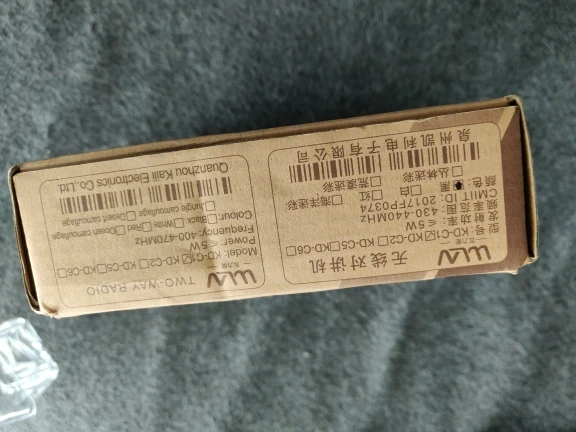 无线对讲机
型号: KD-C1☑ KD-C2□ KD-C5□ KD-C6□
发射功率: ≤5W
频率范围: 430-440MHz
CMIIT ID: 2017FP0374
颜色: 黑 白□ 红□ 海洋迷彩□
丛林迷彩□ 荒漠迷彩□
泉州凯利电子有限公司
TWO-WAY RADIO
Model: KD-C1☑ KD-C2□ KD-C5□ KD-C6□
Power: ≤5W
Frequency: 400-470MHz
Colour: Black□ White□ Red□ Ocean camouflage□
Jungle camouflage□ Desert camouflage□
Quanzhou Kaili Electronics Co., Ltd.